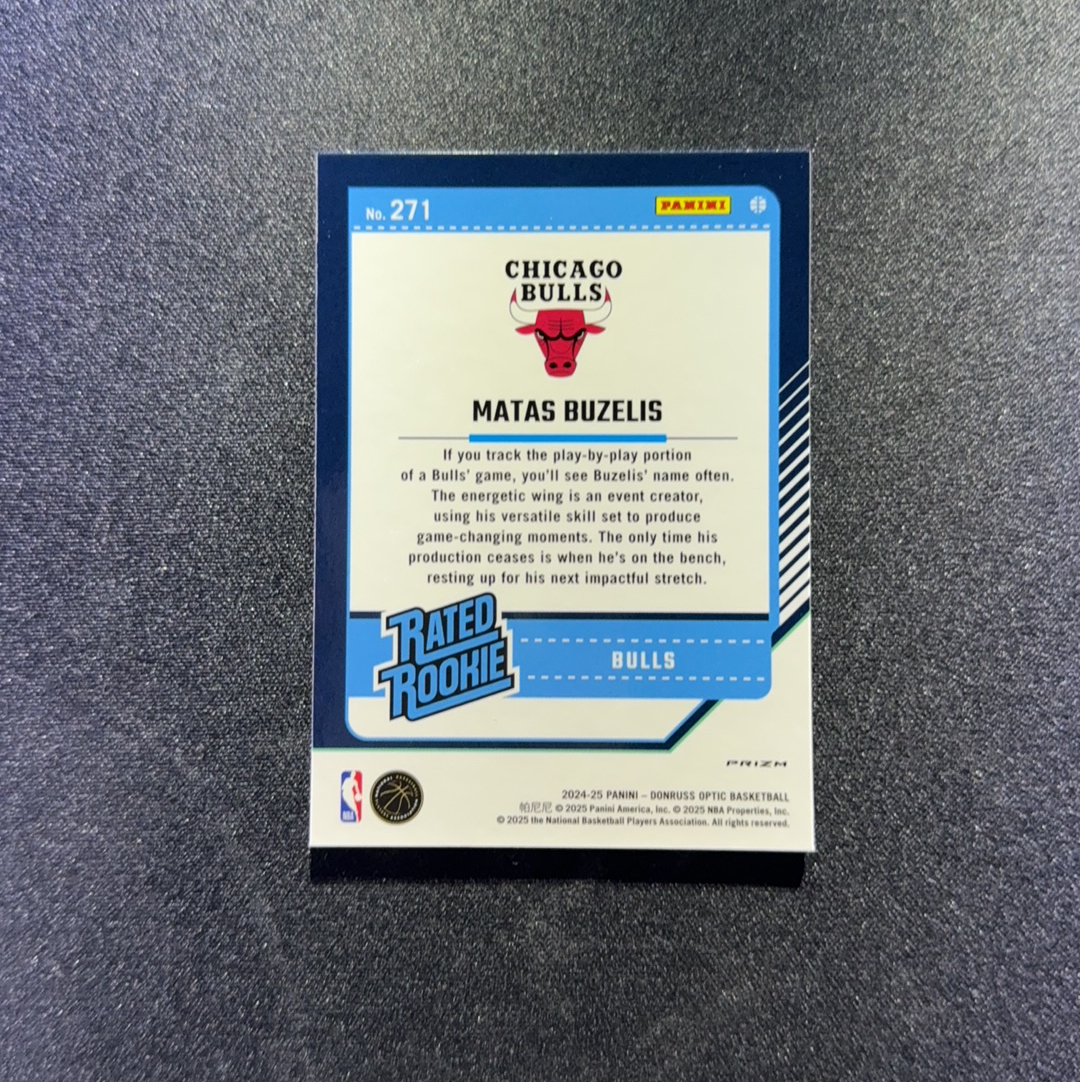 No. 271
PANINI
CHICAGO
BULLS
MATAS BUZELIS
If you track the play-by-play portion
of a Bulls' game, you'll see Buzelis' name often.
The energetic wing is an event creator,
using his versatile skill set to produce
game-changing moments. The only time his
production ceases is when he's on the bench,
resting up for his next impactful stretch.
RATED
ROOKIE
BULLS
PRIZM
NBA
2024-25 PANINI – DONRUSS OPTIC BASKETBALL
帕尼尼 © 2025 Panini America, Inc. © 2025 NBA Properties, Inc.
© 2025 the National Basketball Players Association. All rights reserved.